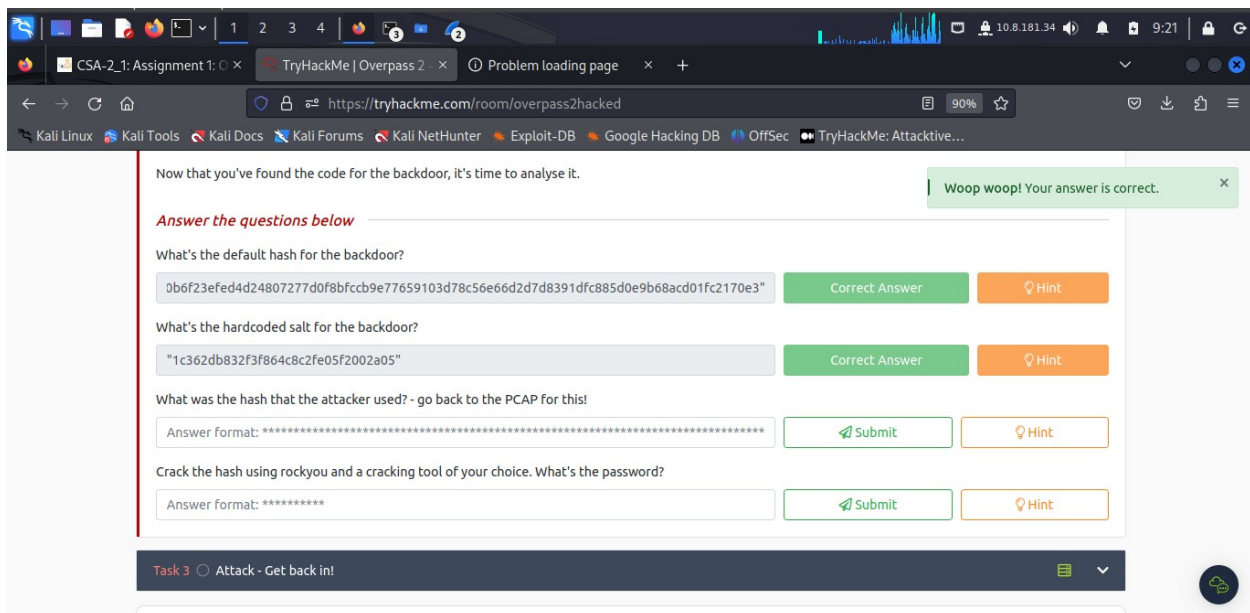 1 2 3 4 3 2 10.8.181.34 9:21 G
CSA-2_1: Assignment 1: O × TryHackMe | Overpass 2 - × Problem loading page × +
https://tryhackme.com/room/overpass2hacked 90%
Kali Linux Kali Tools Kali Docs Kali Forums Kali NetHunter Exploit-DB Google Hacking DB OffSec TryHackMe: Attacktive...
Now that you've found the code for the backdoor, it's time to analyse it.
Woop woop! Your answer is correct. ×
Answer the questions below
What's the default hash for the backdoor?
0b6f23efed4d24807277d0f8bfccb9e77659103d78c56e66d2d7d8391dfc885d0e9b68acd01fc2170e3" Correct Answer Hint
What's the hardcoded salt for the backdoor?
"1c362db832f3f864c8c2fe05f2002a05" Correct Answer Hint
What was the hash that the attacker used? - go back to the PCAP for this!
Answer format: ******************************************************************************** Submit Hint
Crack the hash using rockyou and a cracking tool of your choice. What's the password?
Answer format: ********** Submit Hint
Task 3 Attack - Get back in!